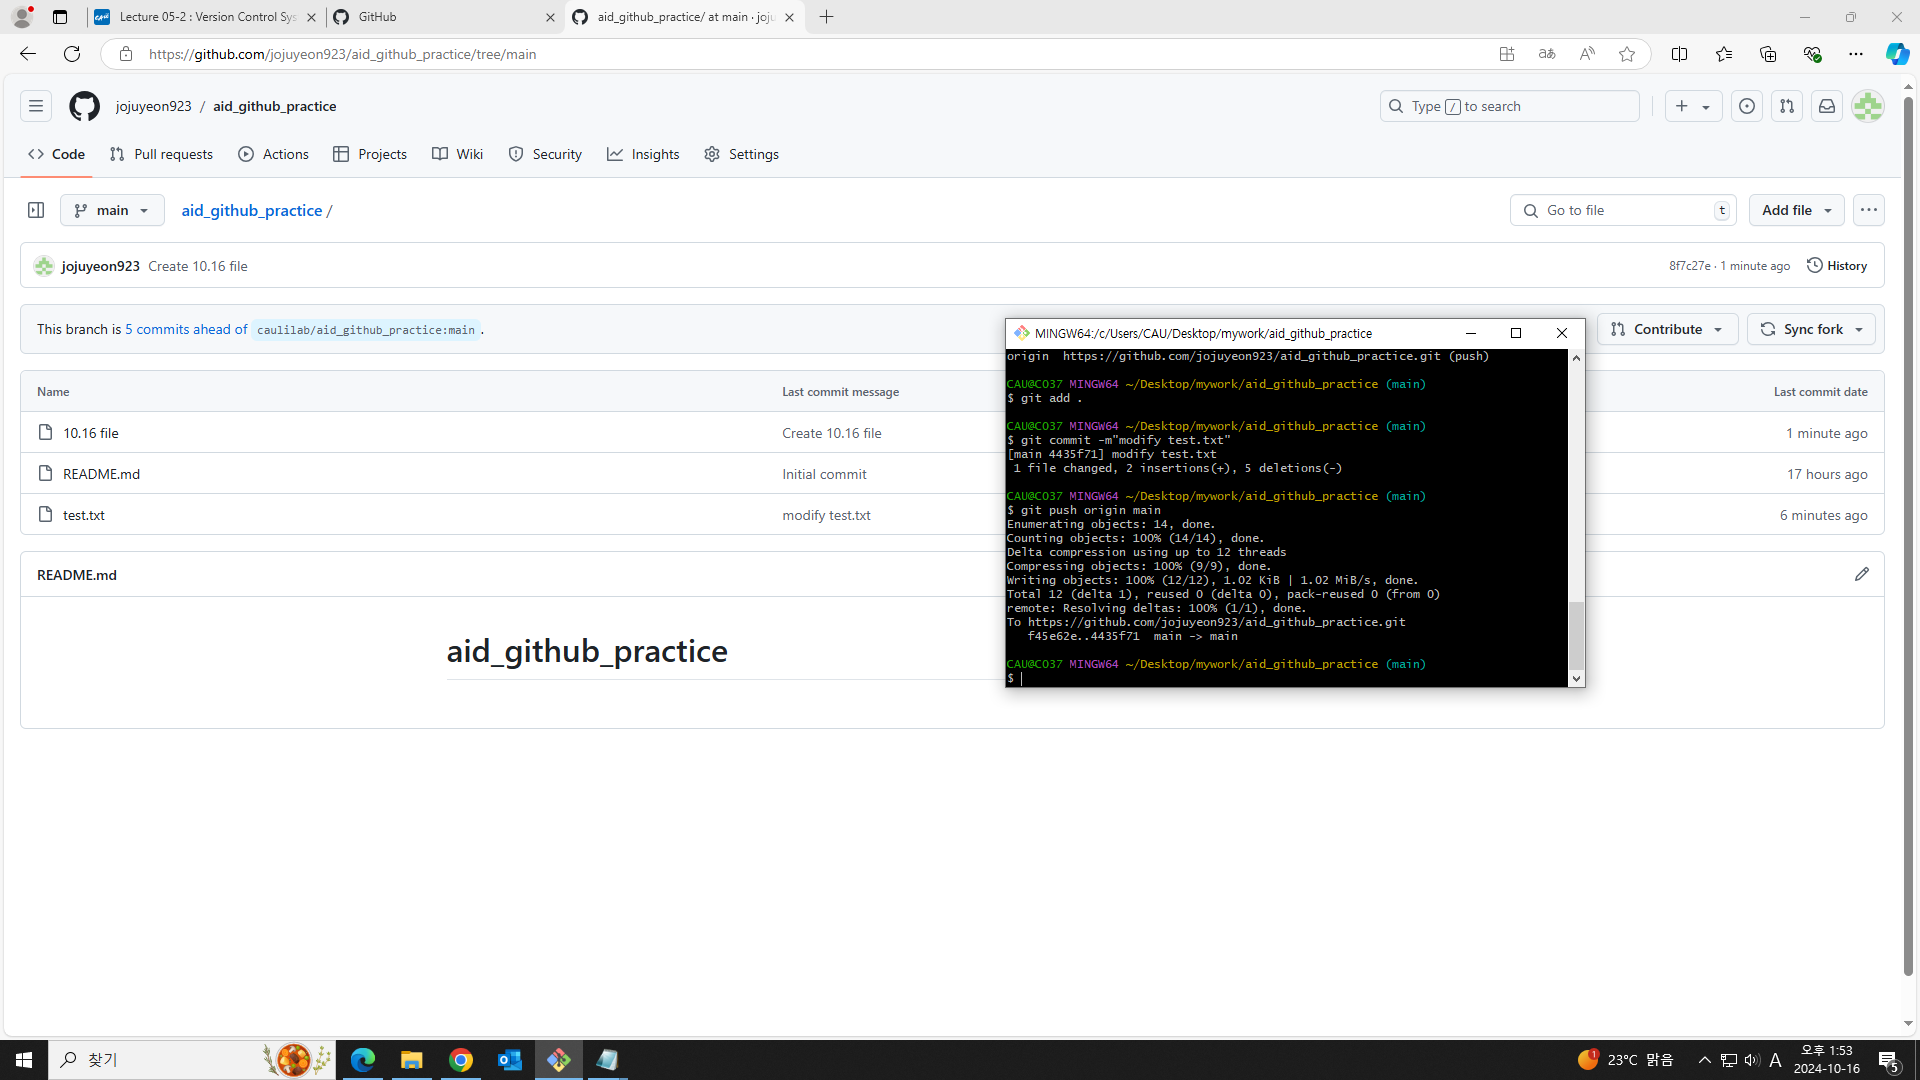 Lecture 05-2 : Version Control Sys
GitHub
aid_github_practice/ at main · joju
https://github.com/jojuyeon923/aid_github_practice/tree/main
jojuyeon923 / aid_github_practice
Type / to search
Code
Pull requests
Actions
Projects
Wiki
Security
Insights
Settings
main
aid_github_practice /
Go to file
t
Add file
jojuyeon923 Create 10.16 file
8f7c27e · 1 minute ago
History
This branch is 5 commits ahead of caulilab/aid_github_practice:main .
Contribute
Sync fork
Name
Last commit message
Last commit date
10.16 file
Create 10.16 file
1 minute ago
README.md
Initial commit
17 hours ago
test.txt
modify test.txt
6 minutes ago
README.md
aid_github_practice
MINGW64:/c/Users/CAU/Desktop/mywork/aid_github_practice
origin  https://github.com/jojuyeon923/aid_github_practice.git (push)
CAU@C037 MINGW64 ~/Desktop/mywork/aid_github_practice (main)
$ git add .
CAU@C037 MINGW64 ~/Desktop/mywork/aid_github_practice (main)
$ git commit -m"modify test.txt"
[main 4435f71] modify test.txt
1 file changed, 2 insertions(+), 5 deletions(-)
CAU@C037 MINGW64 ~/Desktop/mywork/aid_github_practice (main)
$ git push origin main
Enumerating objects: 14, done.
Counting objects: 100% (14/14), done.
Delta compression using up to 12 threads
Compressing objects: 100% (9/9), done.
Writing objects: 100% (12/12), 1.02 KiB | 1.02 MiB/s, done.
Total 12 (delta 1), reused 0 (delta 0), pack-reused 0 (from 0)
remote: Resolving deltas: 100% (1/1), done.
To https://github.com/jojuyeon923/aid_github_practice.git
f45e62e..4435f71  main -> main
CAU@C037 MINGW64 ~/Desktop/mywork/aid_github_practice (main)
$
찾기
1
23°C 맑음
A
오후 1:53
2024-10-16
5